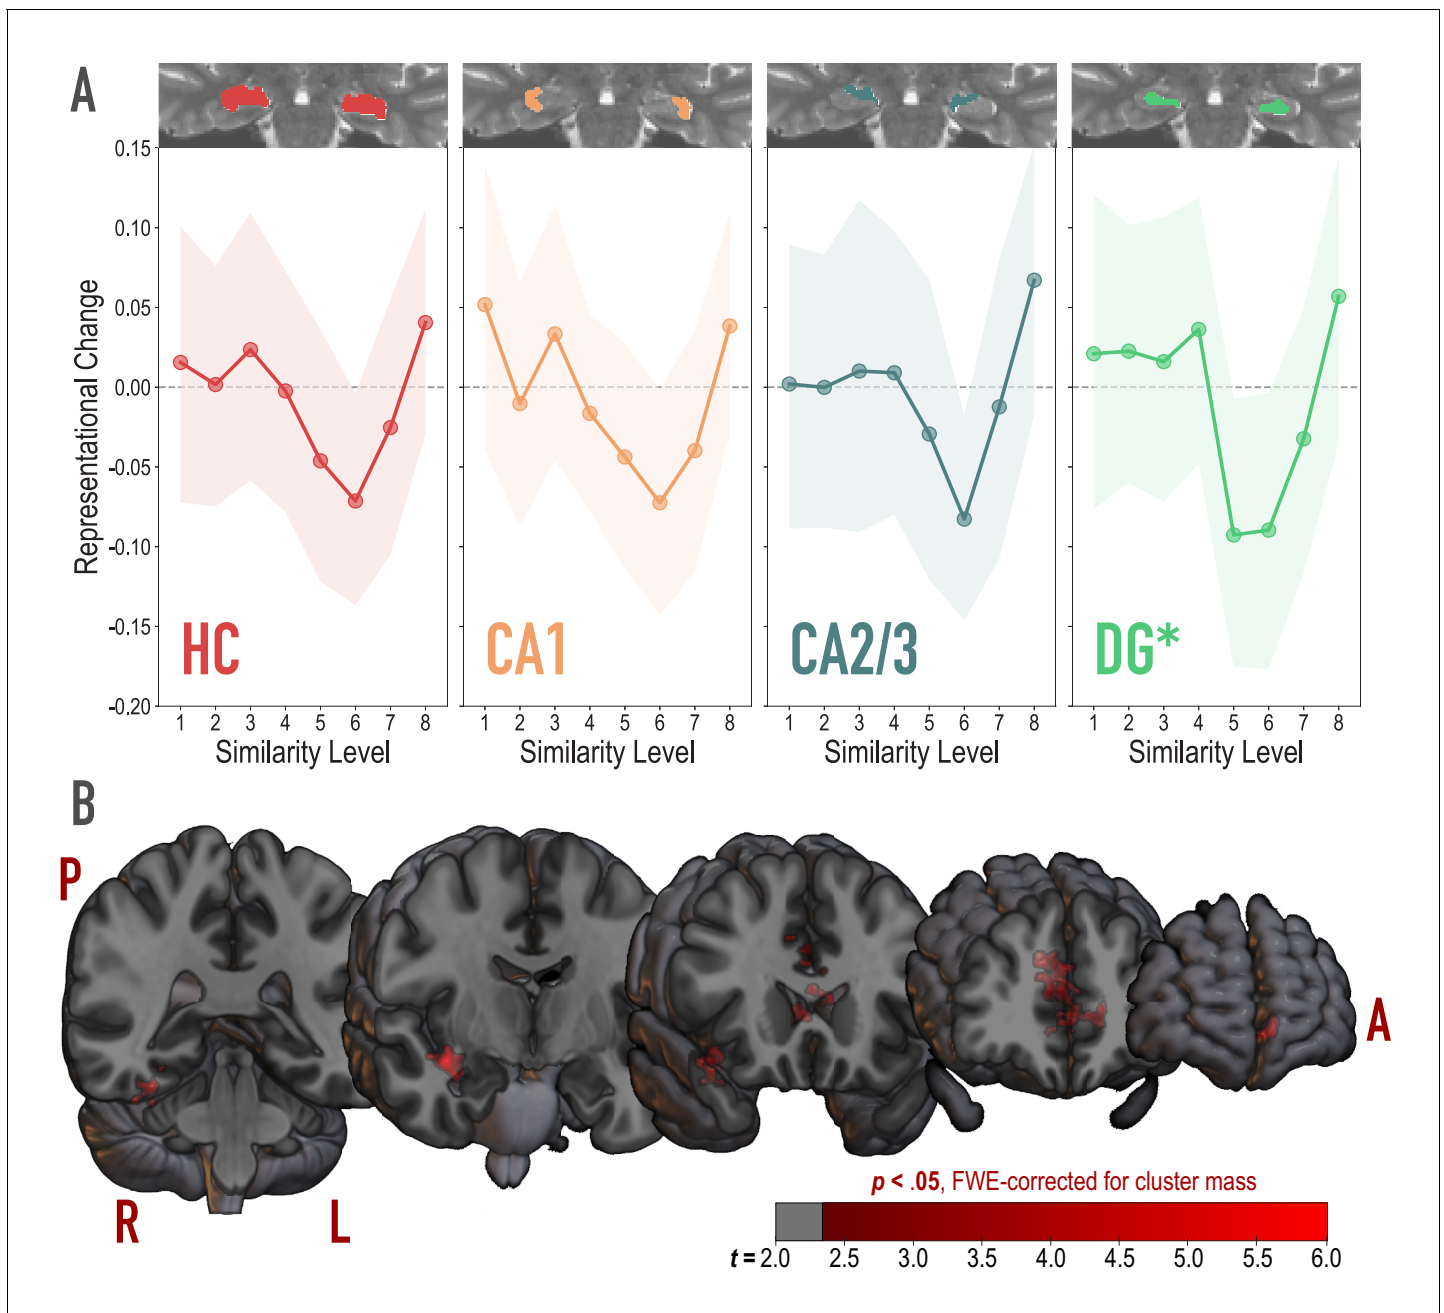 A
0.15
0.10
0.05
0.00
-0.05
-0.10
-0.15
-0.20
Representational Change
HC
CA1
CA2/3
DG*
1 2 3 4 5 6 7 8
1 2 3 4 5 6 7 8
1 2 3 4 5 6 7 8
1 2 3 4 5 6 7 8
Similarity Level
Similarity Level
Similarity Level
Similarity Level
B
P
A
R
L
p < .05, FWE-corrected for cluster mass
t = 2.0 2.5 3.0 3.5 4.0 4.5 5.0 5.5 6.0